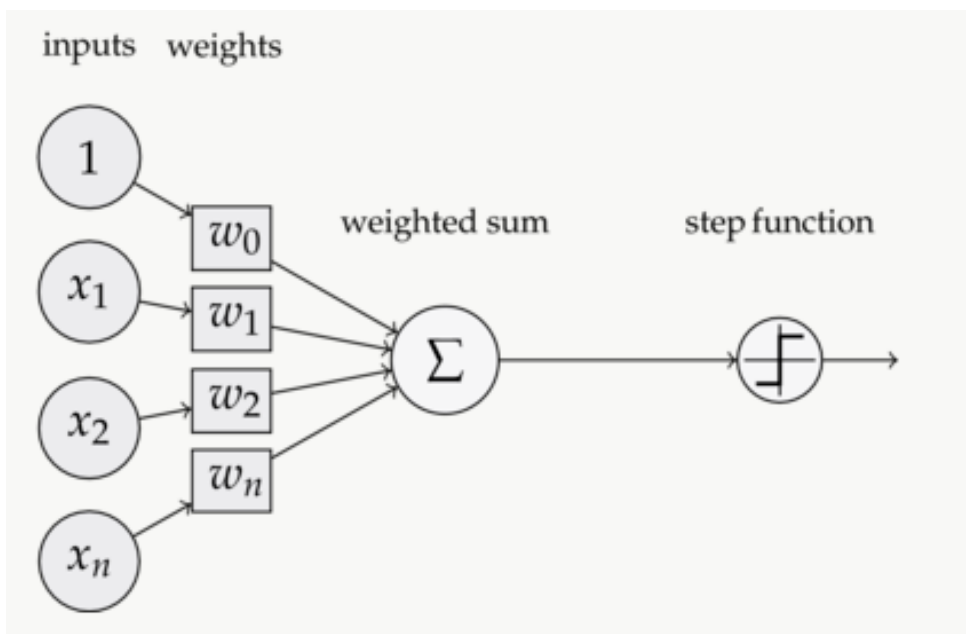 inputs weights
1
w₀
weighted sum
step function
x₁
w₁
Σ
x₂
w₂
wₙ
xₙ